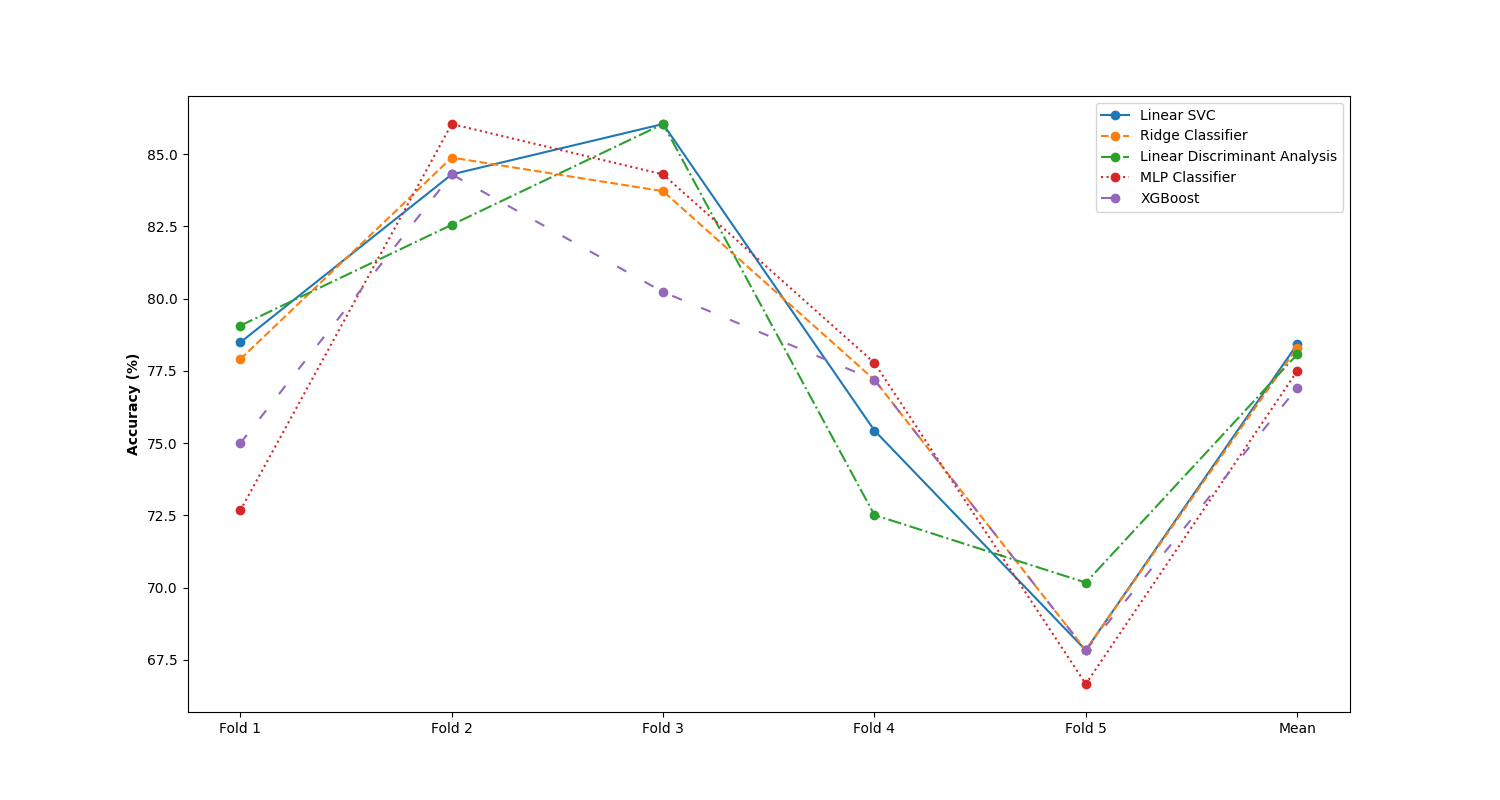 Linear SVC
Ridge Classifier
Linear Discriminant Analysis
MLP Classifier
XGBoost
85.0
82.5
80.0
77.5
75.0
72.5
70.0
67.5
Accuracy (%)
Fold 1 Fold 2 Fold 3 Fold 4 Fold 5 Mean